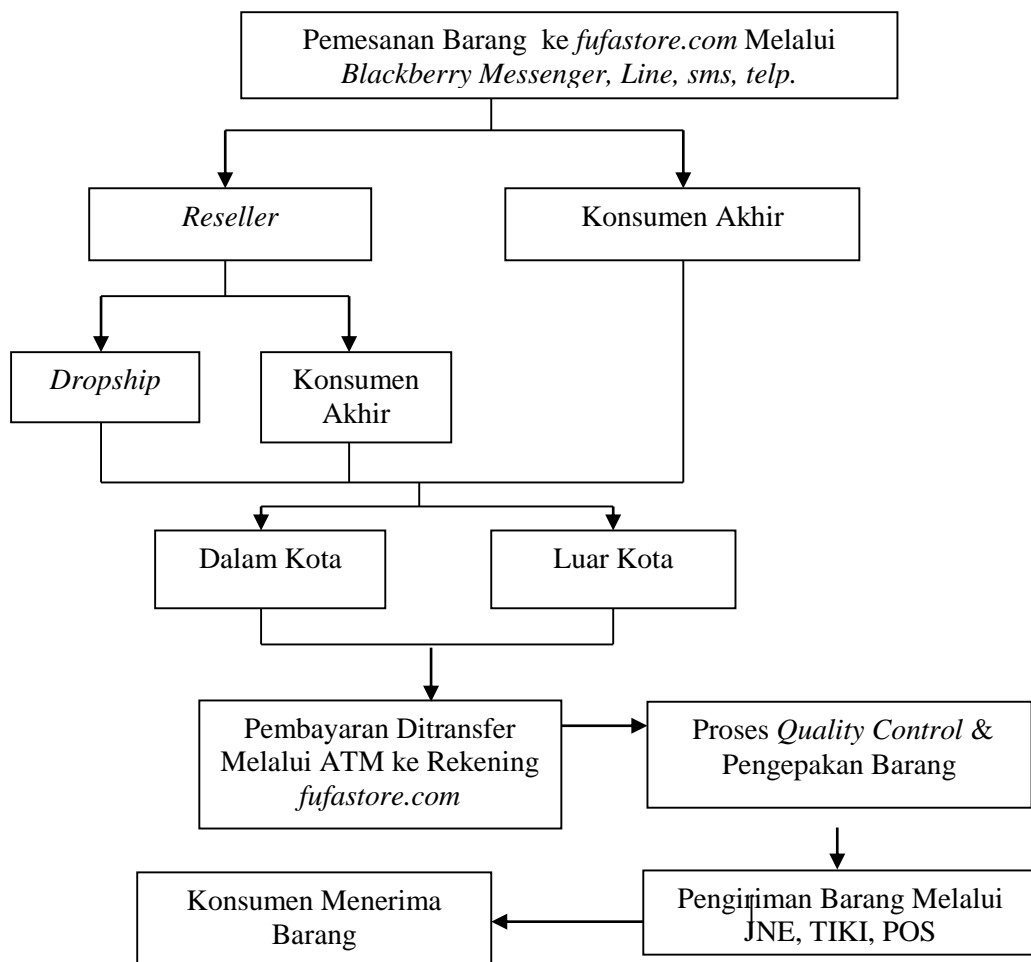 Pemesanan Barang ke fufastore.com Melalui
Blackberry Messenger, Line, sms, telp.
Reseller
Konsumen Akhir
Dropship
Konsumen
Akhir
Dalam Kota
Luar Kota
Pembayaran Ditransfer
Melalui ATM ke Rekening
fufastore.com
Proses Quality Control &
Pengepakan Barang
Pengiriman Barang Melalui
JNE, TIKI, POS
Konsumen Menerima
Barang